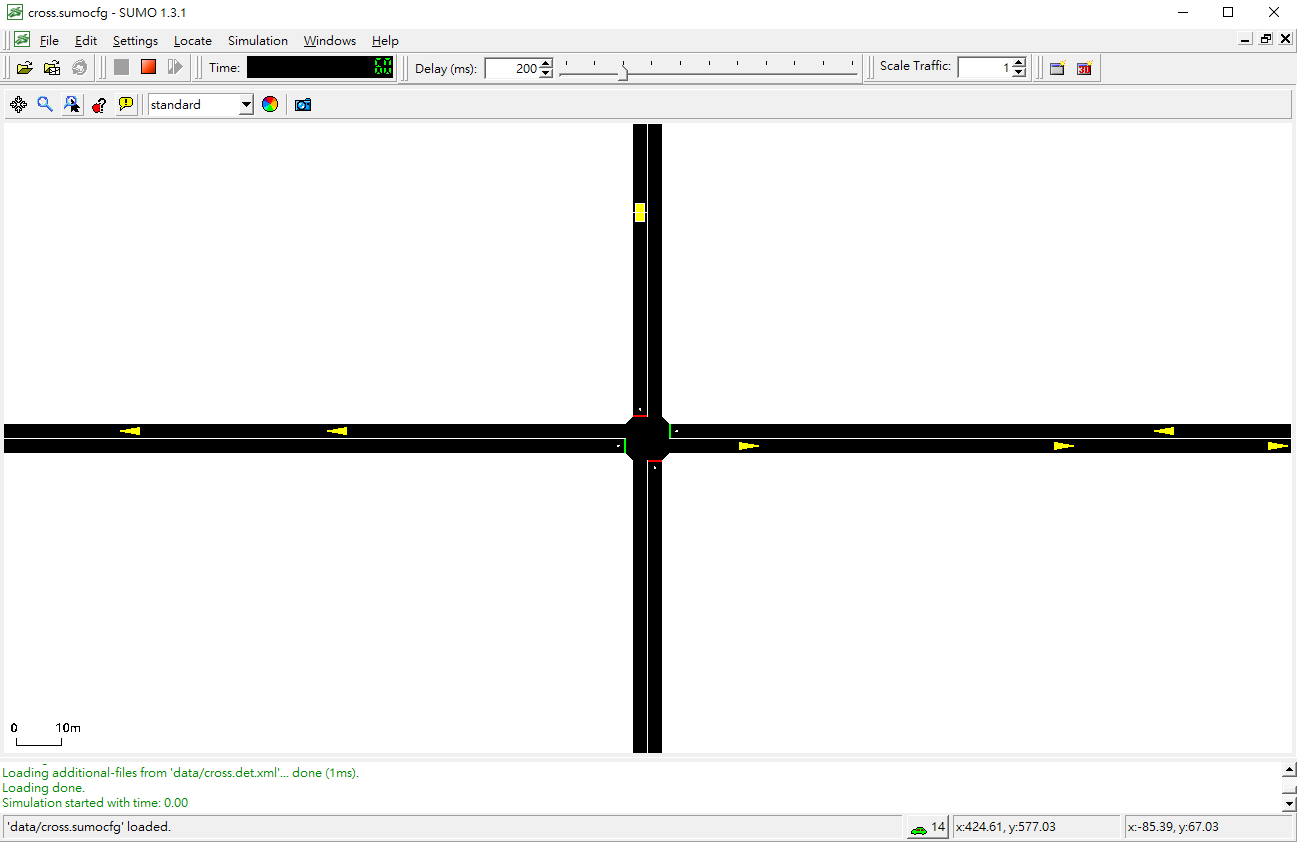 cross.sumocfg - SUMO 1.3.1
File Edit Settings Locate Simulation Windows Help
Time: Delay (ms): 200 Scale Traffic: 1
standard
0 10m
Loading additional-files from 'data/cross.det.xml'... done (1ms).
Loading done.
Simulation started with time: 0.00
'data/cross.sumocfg' loaded. 14 x:424.61, y:577.03 x:-85.39, y:67.03